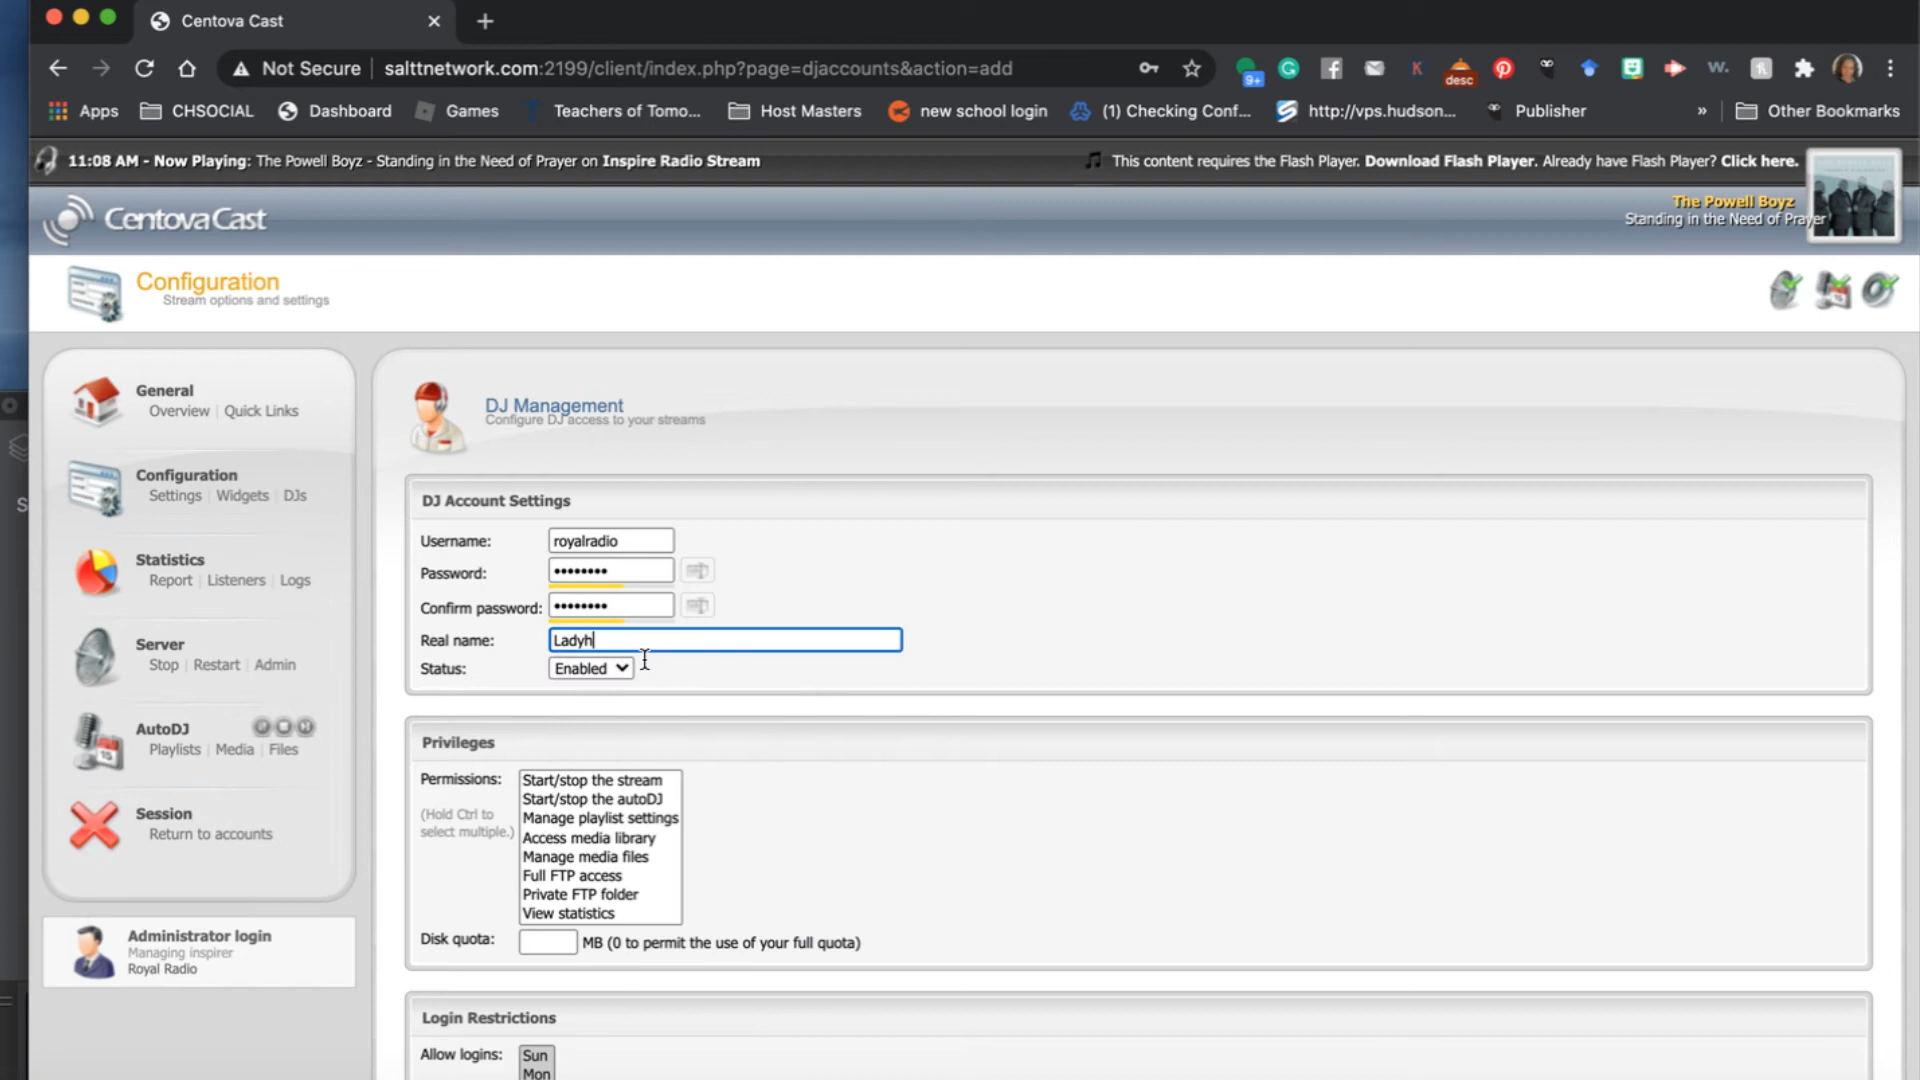 Centova Cast
Not Secure salttnetwork.com:2199/client/index.php?page=djaccounts&action=add
9+
desc
Apps CHSOCIAL Dashboard Games Teachers of Tomo... Host Masters new school login (1) Checking Conf... http://vps.hudson... Publisher » Other Bookmarks
11:08 AM - Now Playing: The Powell Boyz - Standing in the Need of Prayer on Inspire Radio Stream
This content requires the Flash Player. Download Flash Player. Already have Flash Player? Click here.
CentovaCast
The Powell Boyz
Standing in the Need of Prayer
Configuration
Stream options and settings
General
Overview | Quick Links
Configuration
Settings | Widgets | DJs
Statistics
Report | Listeners | Logs
Server
Stop | Restart | Admin
AutoDJ
Playlists | Media | Files
Session
Return to accounts
Administrator login
Managing inspirer
Royal Radio
DJ Management
Configure DJ access to your streams
DJ Account Settings
Username: royalradio
Password: ••••••••
Confirm password: ••••••••
Real name: Ladyh
Status: Enabled
Privileges
Permissions:
(Hold Ctrl to
select multiple.)
Start/stop the stream
Start/stop the autoDJ
Manage playlist settings
Access media library
Manage media files
Full FTP access
Private FTP folder
View statistics
Disk quota: MB (0 to permit the use of your full quota)
Login Restrictions
Allow logins: Sun
Mon